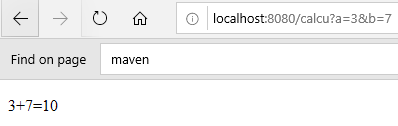 localhost:8080/calcu?a=3&b=7
Find on page maven
3+7=10